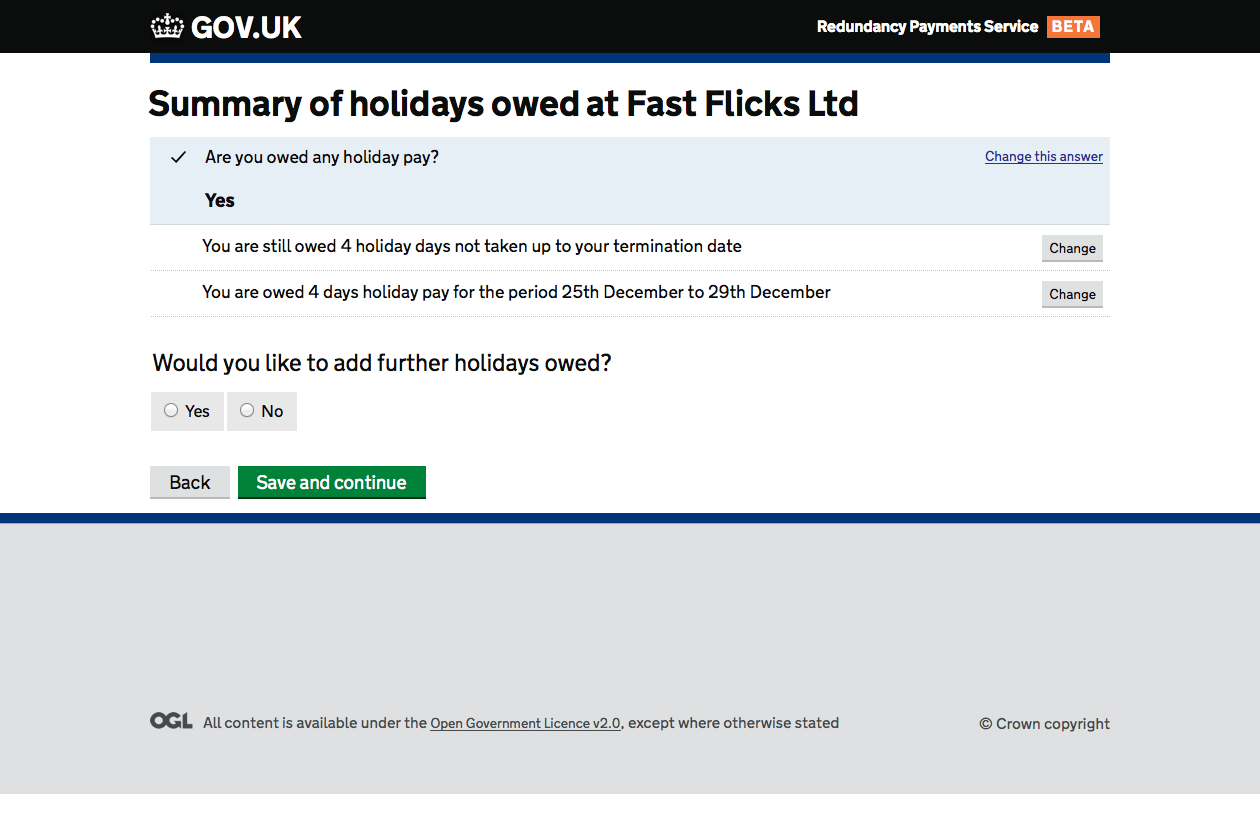 GOV.UK
Redundancy Payments Service BETA
Summary of holidays owed at Fast Flicks Ltd
Are you owed any holiday pay?
Change this answer
Yes
You are still owed 4 holiday days not taken up to your termination date
Change
You are owed 4 days holiday pay for the period 25th December to 29th December
Change
Would you like to add further holidays owed?
Yes No
Back Save and continue
OGL All content is available under the Open Government Licence v2.0, except where otherwise stated
© Crown copyright